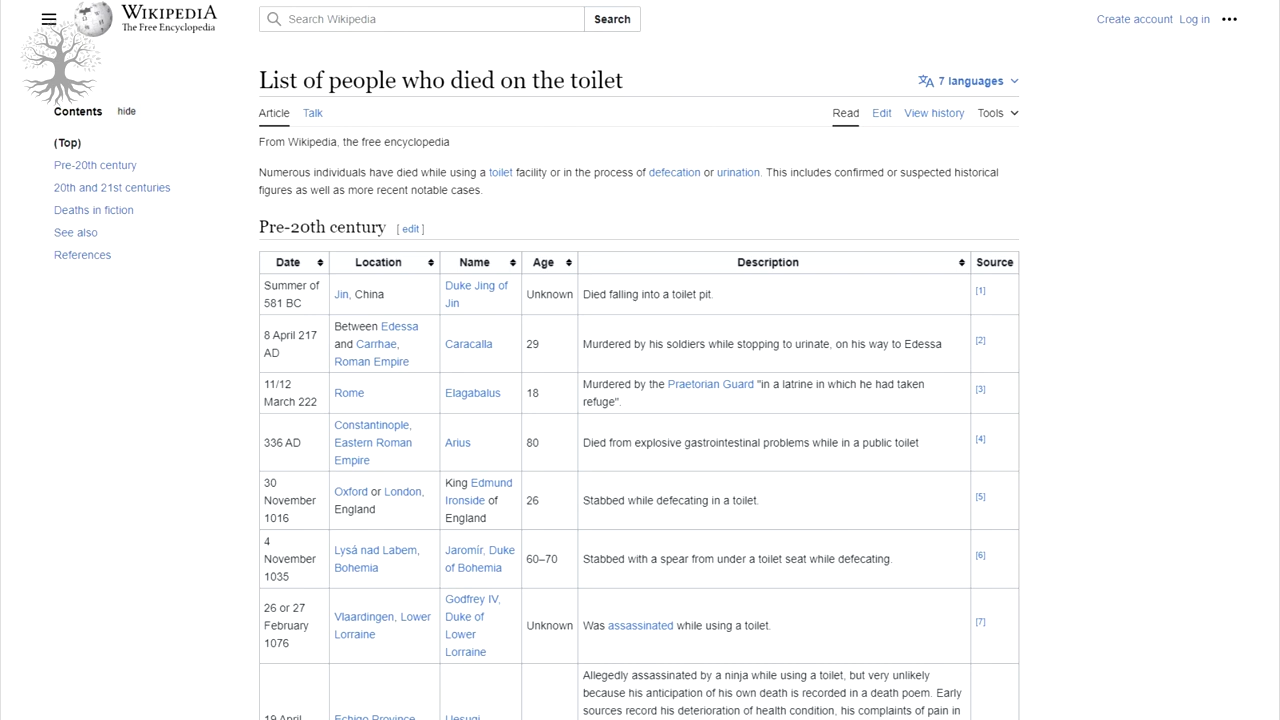 WIKIPEDIA
The Free Encyclopedia
Search Wikipedia
Search
Create account Log in
Contents hide
(Top)
Pre-20th century
20th and 21st centuries
Deaths in fiction
See also
References
List of people who died on the toilet
7 languages
Article Talk Read Edit View history Tools
From Wikipedia, the free encyclopedia
Numerous individuals have died while using a toilet facility or in the process of defecation or urination. This includes confirmed or suspected historical
figures as well as more recent notable cases.
Pre-20th century [ edit ]
Date Location Name Age Description Source
Summer of
581 BC
Jin, China
Duke Jing of
Jin
Unknown
Died falling into a toilet pit.
[1]
8 April 217
AD
Between Edessa
and Carrhae,
Roman Empire
Caracalla
29
Murdered by his soldiers while stopping to urinate, on his way to Edessa
[2]
11/12
March 222
Rome
Elagabalus
18
Murdered by the Praetorian Guard "in a latrine in which he had taken
refuge".
[3]
336 AD
Constantinople,
Eastern Roman
Empire
Arius
80
Died from explosive gastrointestinal problems while in a public toilet
[4]
30
November
1016
Oxford or London,
England
King Edmund
Ironside of
England
26
Stabbed while defecating in a toilet.
[5]
4
November
1035
Lysá nad Labem,
Bohemia
Jaromír, Duke
of Bohemia
60–70
Stabbed with a spear from under a toilet seat while defecating.
[6]
26 or 27
February
1076
Vlaardingen, Lower
Lorraine
Godfrey IV,
Duke of
Lower
Lorraine
Unknown
Was assassinated while using a toilet.
[7]
19 April
Echigo Province
Uesugi
Allegedly assassinated by a ninja while using a toilet, but very unlikely
because his anticipation of his own death is recorded in a death poem. Early
sources record his deterioration of health condition, his complaints of pain in